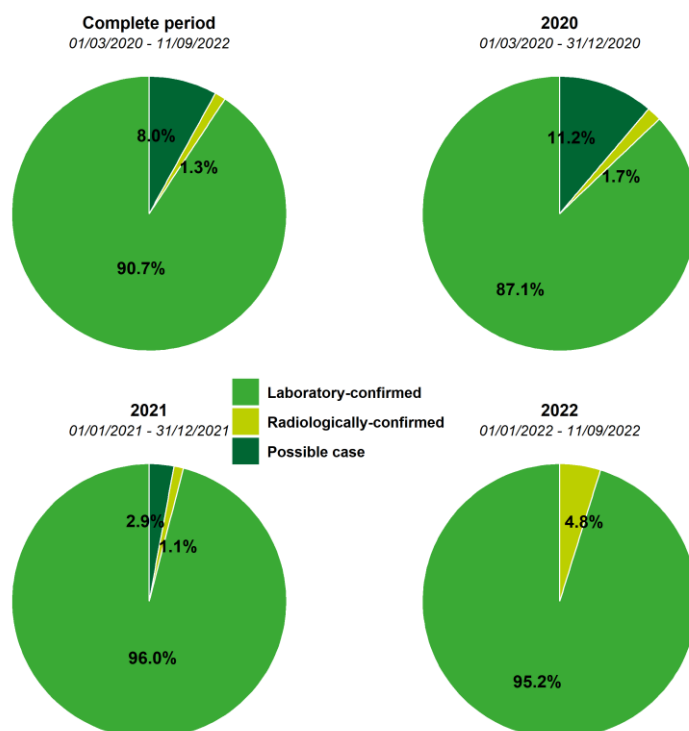 Complete period
01/03/2020 - 11/09/2022
8.0%
1.3%
90.7%
2020
01/03/2020 - 31/12/2020
11.2%
1.7%
87.1%
Laboratory-confirmed
Radiologically-confirmed
Possible case
2021
01/01/2021 - 31/12/2021
2.9%
1.1%
96.0%
2022
01/01/2022 - 11/09/2022
4.8%
95.2%